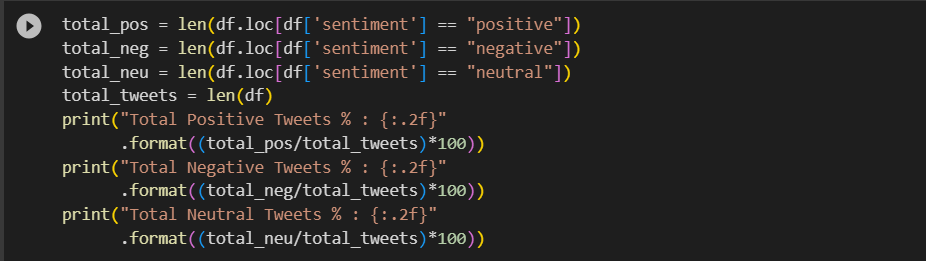 total_pos = len(df.loc[df['sentiment'] == "positive"])
total_neg = len(df.loc[df['sentiment'] == "negative"])
total_neu = len(df.loc[df['sentiment'] == "neutral"])
total_tweets = len(df)
print("Total Positive Tweets % : {:.2f}"
      .format((total_pos/total_tweets)*100))
print("Total Negative Tweets % : {:.2f}"
      .format((total_neg/total_tweets)*100))
print("Total Neutral Tweets % : {:.2f}"
      .format((total_neu/total_tweets)*100))